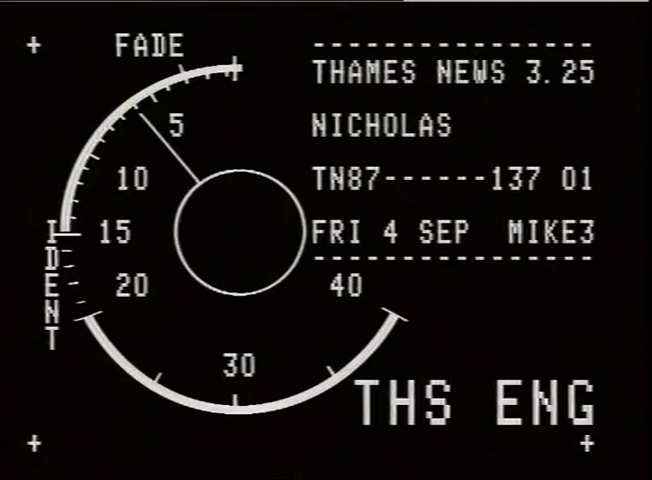 FADE
THAMES NEWS 3.25
NICHOLAS
TN87------137 01
FRI 4 SEP MIKE3
5
10
15
20
30
40
IDENT
THS ENG